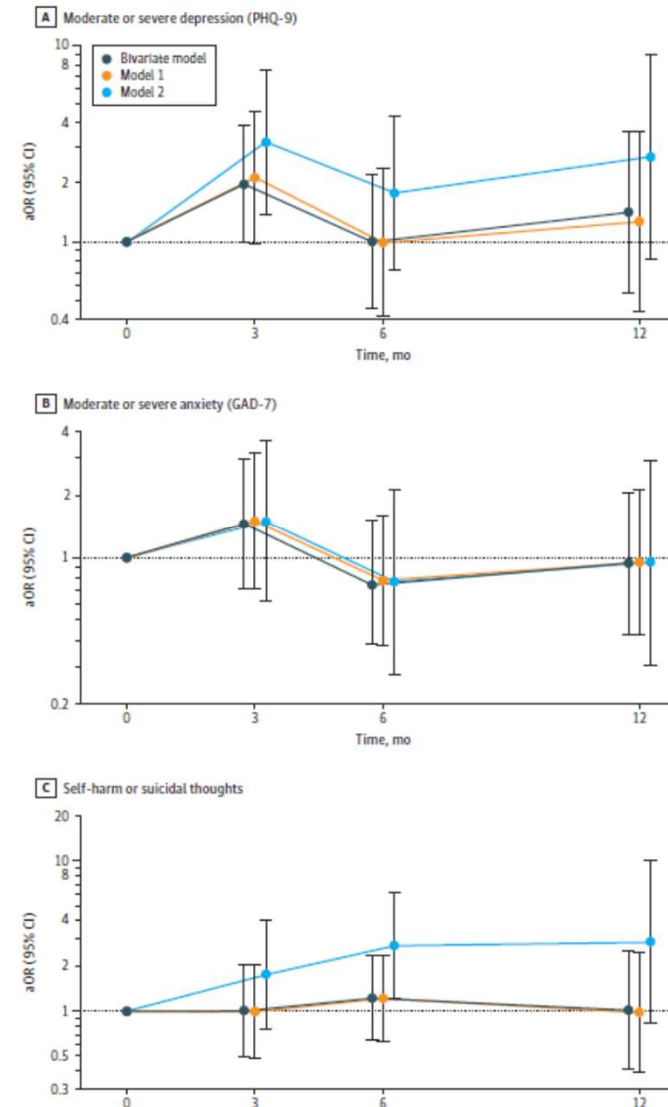 A Moderate or severe depression (PHQ-9)
10
8
4
2
1
0.4
aOR (95% CI)
Bivariate model
Model 1
Model 2
0 3 6 12
Time, mo
B Moderate or severe anxiety (GAD-7)
4
2
1
0.2
aOR (95% CI)
0 3 6 12
Time, mo
C Self-harm or suicidal thoughts
20
10
8
4
2
1
0.5
0.3
aOR (95% CI)
0 3 6 12